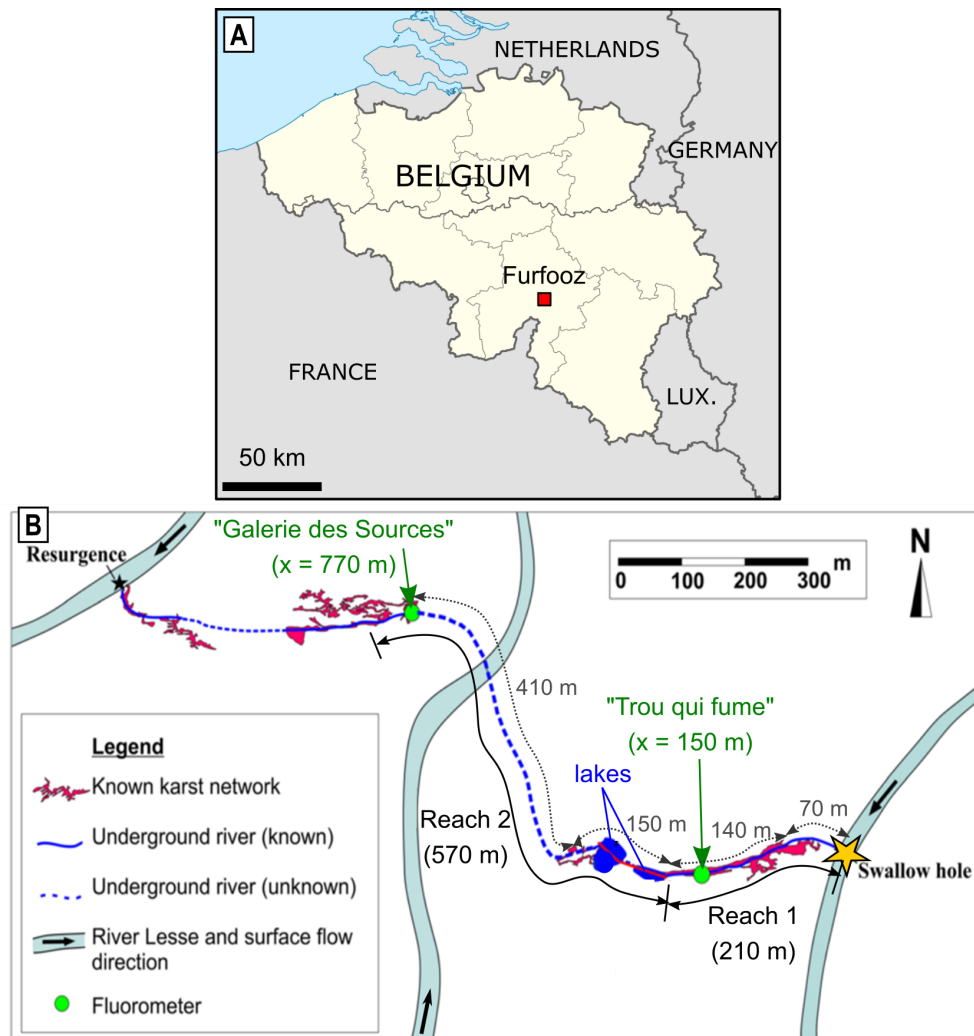 A
NETHERLANDS
GERMANY
BELGIUM
Furfooz
FRANCE
LUX.
50 km
B
"Galerie des Sources"
(x = 770 m)
Resurgence
m
0 100 200 300
N
410 m
"Trou qui fume"
(x = 150 m)
lakes
150 m
140 m
70 m
Swallow hole
Reach 2
(570 m)
Reach 1
(210 m)
Legend
Known karst network
Underground river (known)
Underground river (unknown)
River Lesse and surface flow
direction
Fluorometer